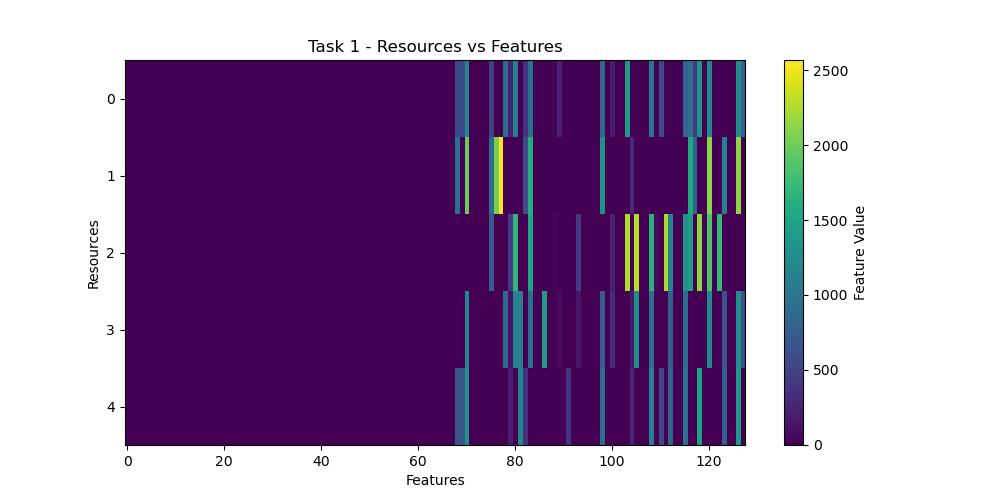 Task 1 - Resources vs Features
Resources
0
1
2
3
4
0 20 40 60 80 100 120
Features
2500
2000
1500
1000
500
0
Feature Value